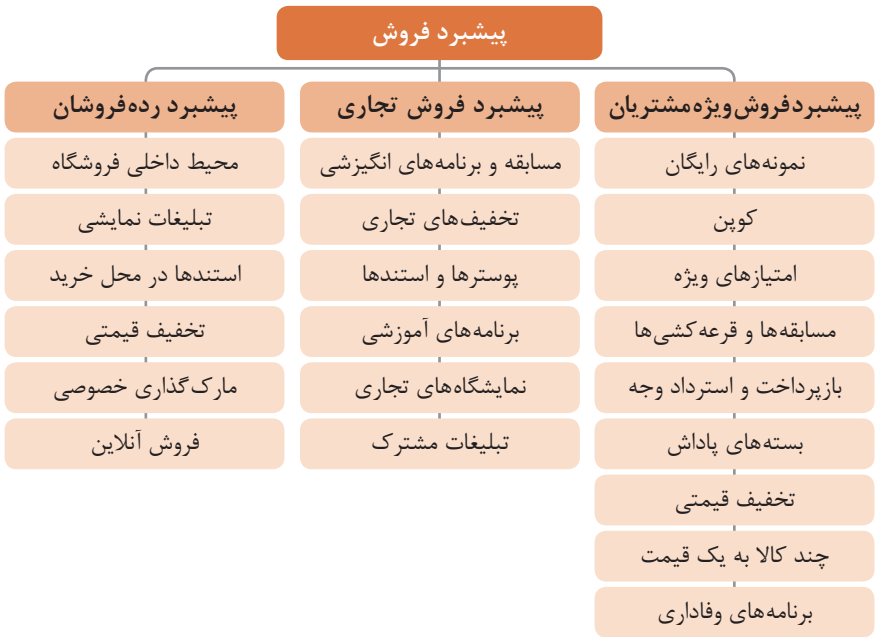 پیشبرد فروش
پیشبردفروش‌ویژه‌مشتریان
نمونه‌های رایگان
کوپن
امتیازهای ویژه
مسابقه‌ها و قرعه‌کشی‌ها
بازپرداخت و استرداد وجه
بسته‌های پاداش
تخفیف قیمتی
چند کالا به یک قیمت
برنامه‌های وفاداری
پیشبرد فروش تجاری
مسابقه و برنامه‌های انگیزشی
تخفیف‌های تجاری
پوسترها و استندها
برنامه‌های آموزشی
نمایشگاه‌های تجاری
تبلیغات مشترک
پیشبرد رده‌فروشان
محیط داخلی فروشگاه
تبلیغات نمایشی
استندها در محل خرید
تخفیف قیمتی
مارک‌گذاری خصوصی
فروش آنلاین